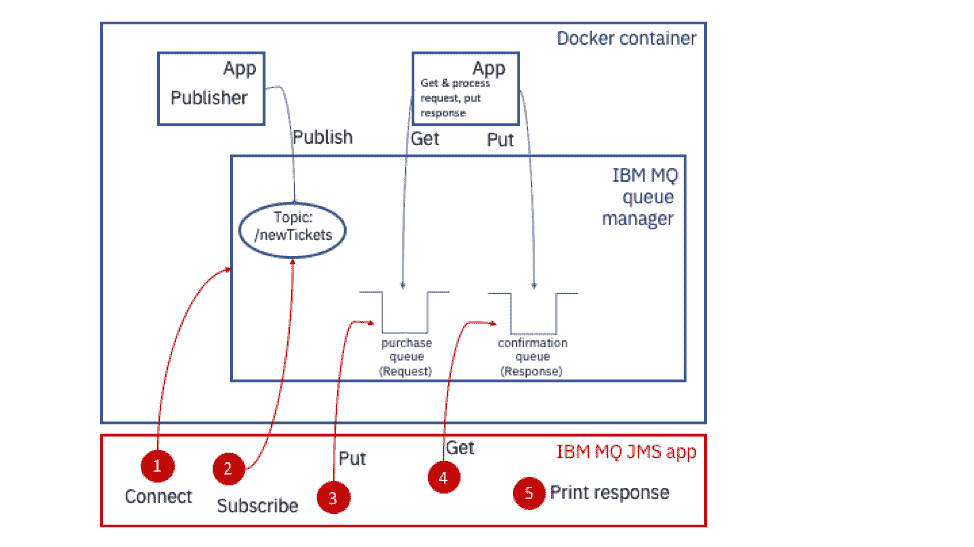 Docker container
App
Publisher
App
Get & process
request, put
response
Publish
Get
Put
IBM MQ
queue
manager
Topic:
/newTickets
purchase
queue
(Request)
confirmation
queue
(Response)
IBM MQ JMS app
1
Connect
2
Subscribe
3
Put
4
Get
5
Print response